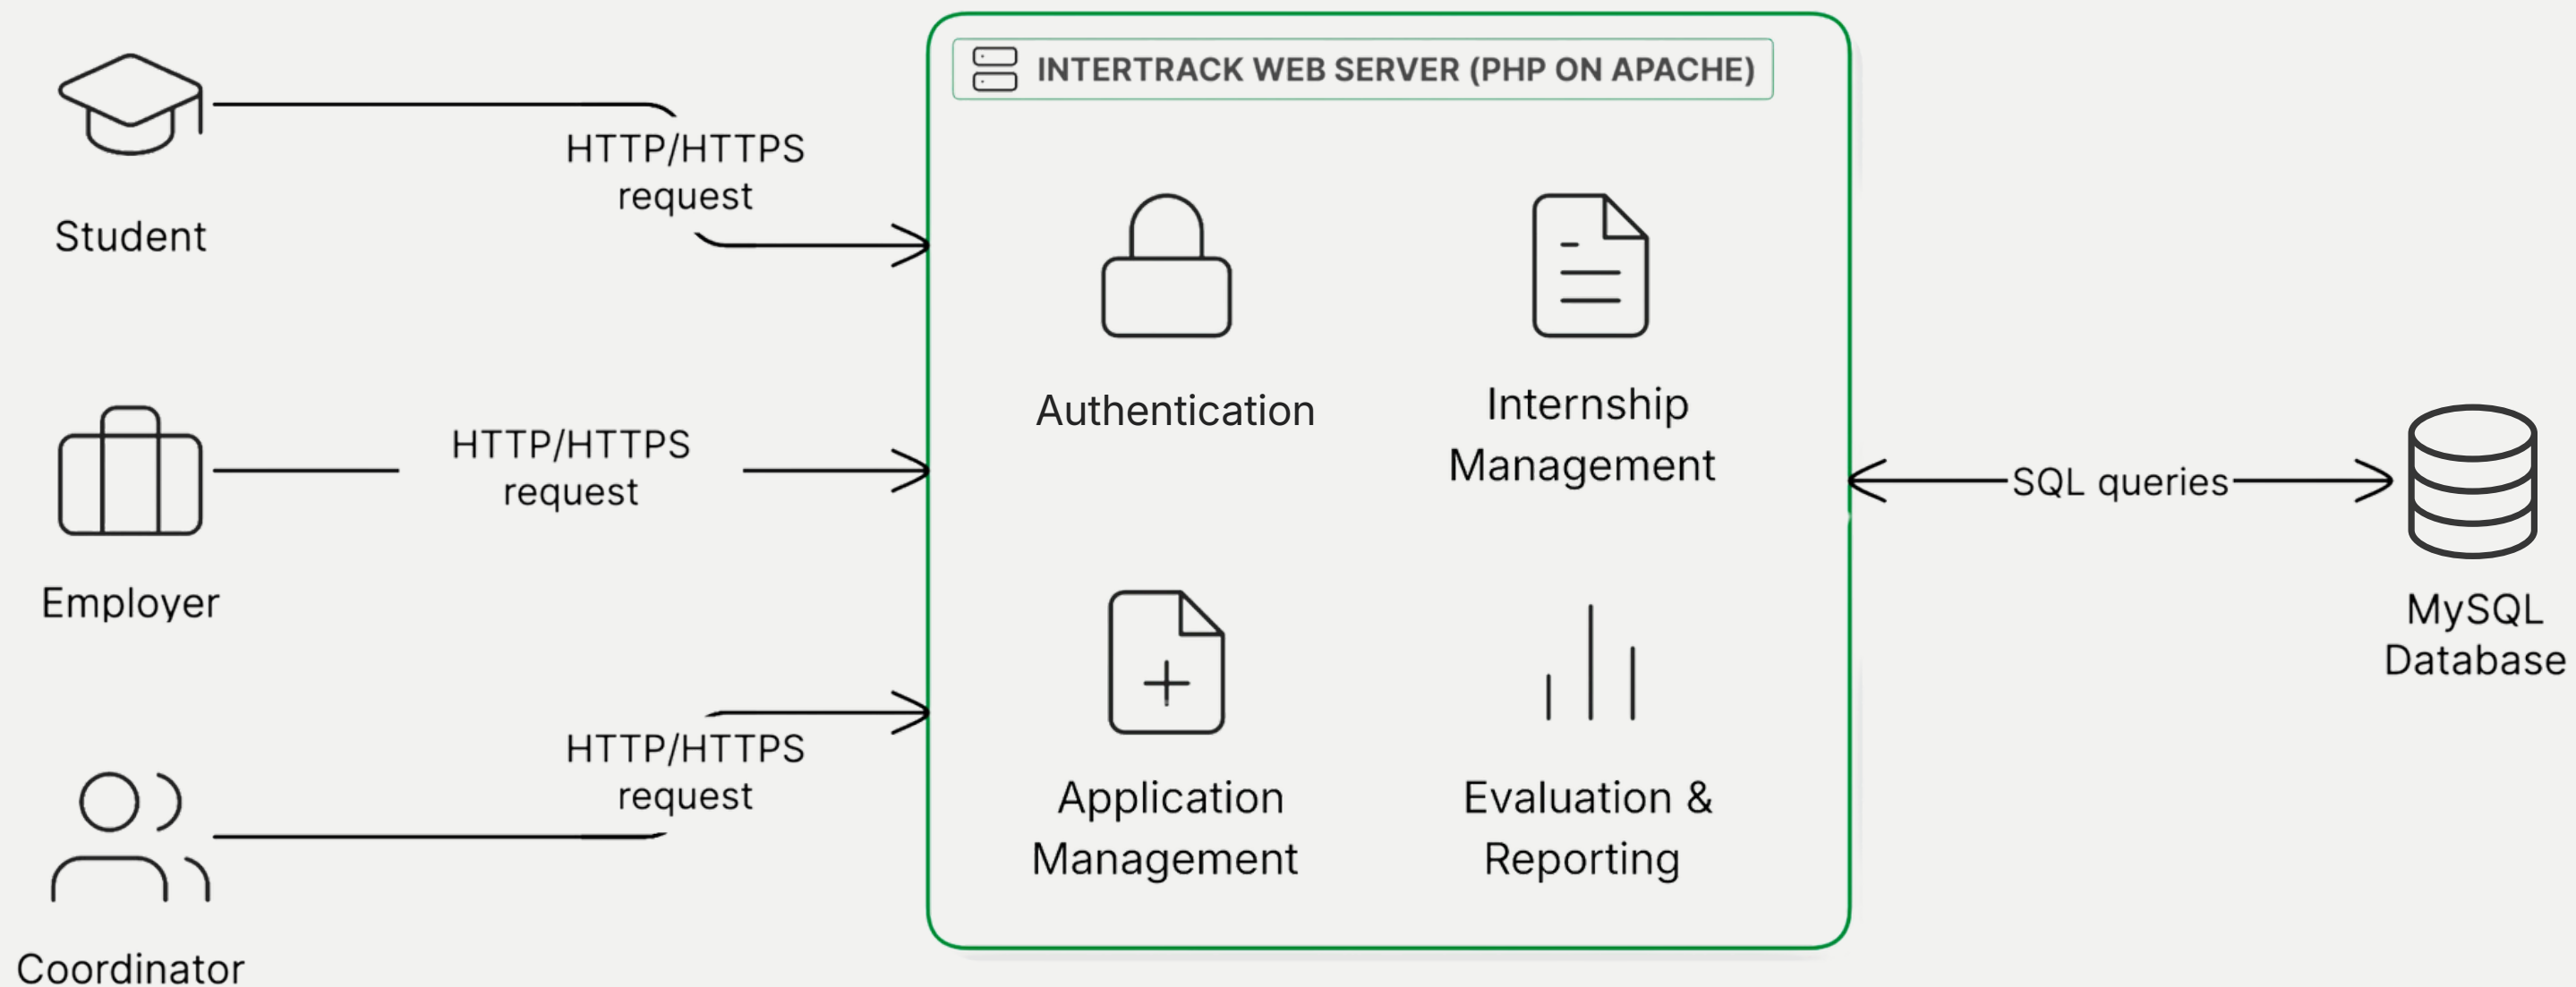 INTERTRACK WEB SERVER (PHP ON APACHE)
HTTP/HTTPS
request
Student
Authentication
Internship
Management
HTTP/HTTPS
request
Employer
SQL queries
MySQL
Database
HTTP/HTTPS
request
Coordinator
Application
Management
Evaluation &
Reporting